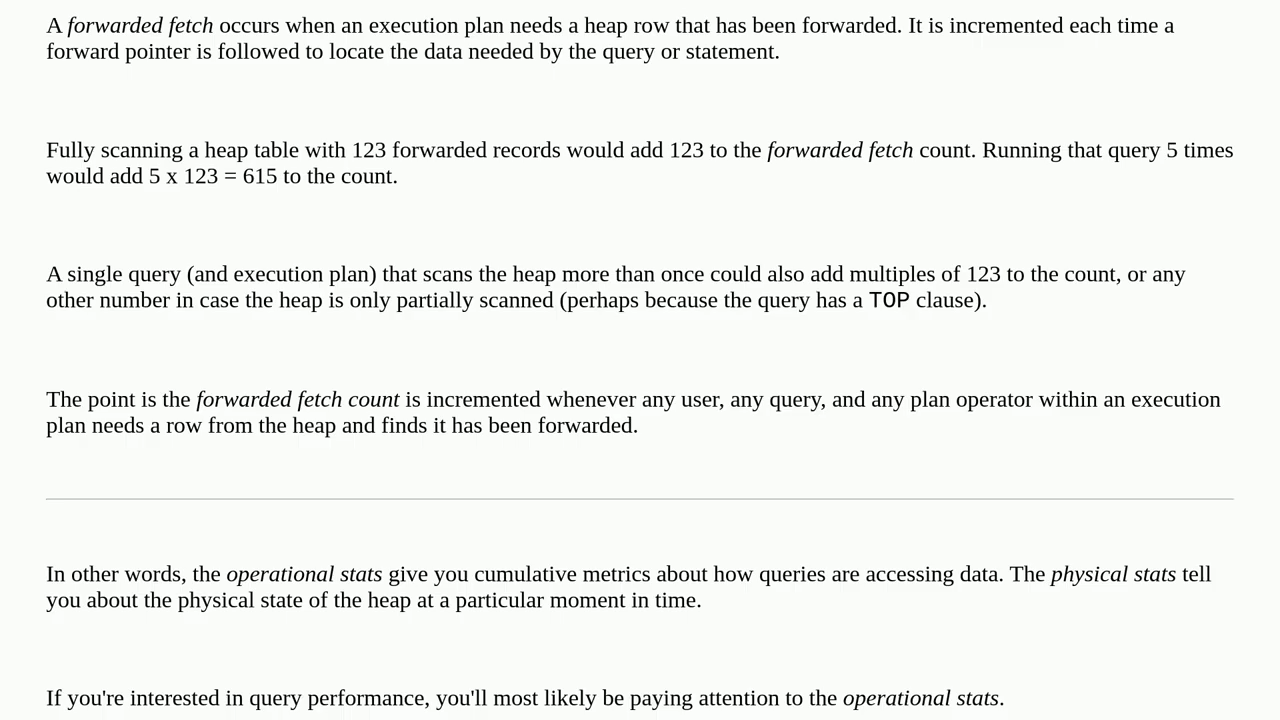 A forwarded fetch occurs when an execution plan needs a heap row that has been forwarded. It is incremented each time a
forward pointer is followed to locate the data needed by the query or statement.
Fully scanning a heap table with 123 forwarded records would add 123 to the forwarded fetch count. Running that query 5 times
would add 5 x 123 = 615 to the count.
A single query (and execution plan) that scans the heap more than once could also add multiples of 123 to the count, or any
other number in case the heap is only partially scanned (perhaps because the query has a TOP clause).
The point is the forwarded fetch count is incremented whenever any user, any query, and any plan operator within an execution
plan needs a row from the heap and finds it has been forwarded.
In other words, the operational stats give you cumulative metrics about how queries are accessing data. The physical stats tell
you about the physical state of the heap at a particular moment in time.
If you're interested in query performance, you'll most likely be paying attention to the operational stats.